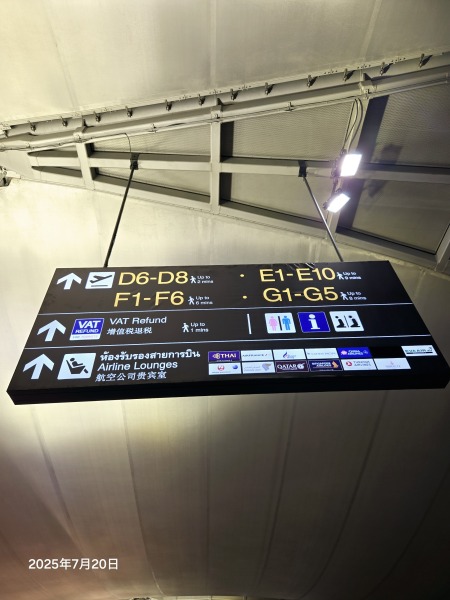 D6-D8 Up to 2 mins · E1-E10 Up to 9 mins
F1-F6 Up to 6 mins · G1-G5 Up to 8 mins
VAT REFUND VAT Refund Up to 1 mins
增值税退税
ห้องรับรองสายการบิน THAI
Airline Lounges QATAR
航空公司贵宾室
2025年7月20日